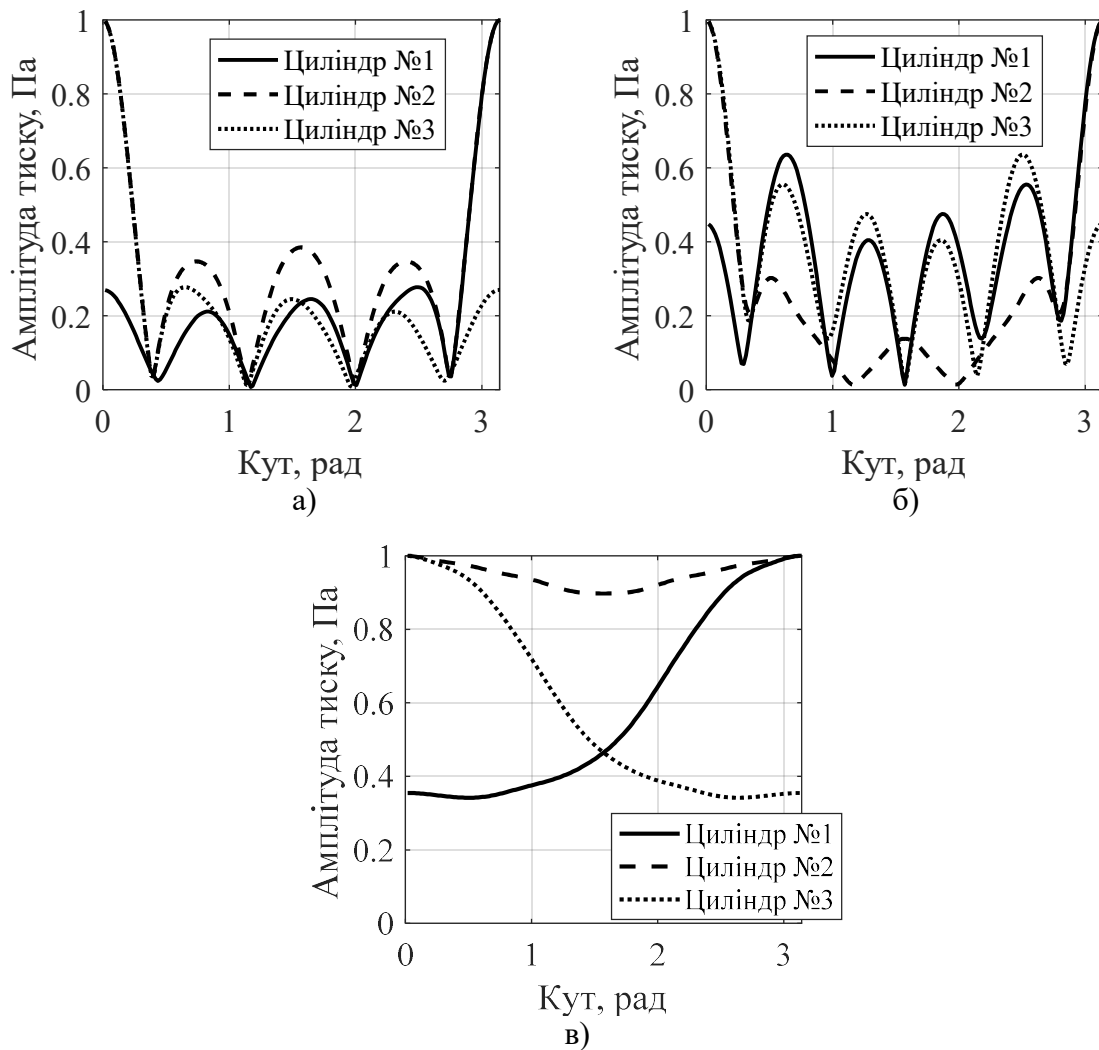 Амплітуда тиску, Па
1
0.8
0.6
0.4
0.2
0
Циліндр №1
Циліндр №2
Циліндр №3
0 1 2 3
Кут, рад
а)
Амплітуда тиску, Па
1
0.8
0.6
0.4
0.2
0
Циліндр №1
Циліндр №2
Циліндр №3
0 1 2 3
Кут, рад
б)
Амплітуда тиску, Па
1
0.8
0.6
0.4
0.2
0
Циліндр №1
Циліндр №2
Циліндр №3
0 1 2 3
Кут, рад
в)